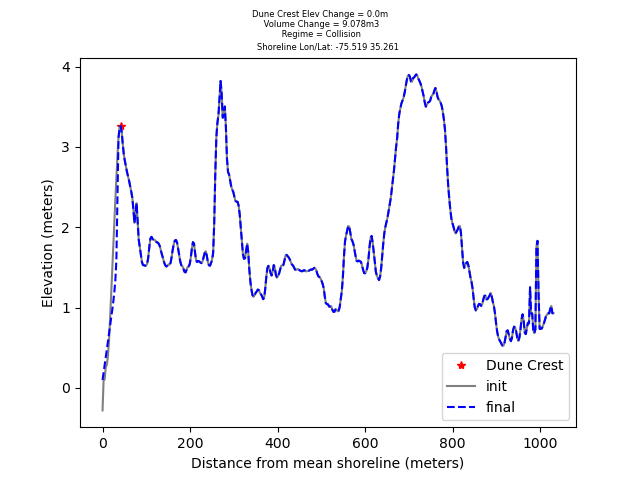 Dune Crest Elev Change = 0.0m
Volume Change = 9.078m3
Regime = Collision
Shoreline Lon/Lat: -75.519 35.261
4
3
2
1
0
Elevation (meters)
Dune Crest
init
final
0 200 400 600 800 1000
Distance from mean shoreline (meters)